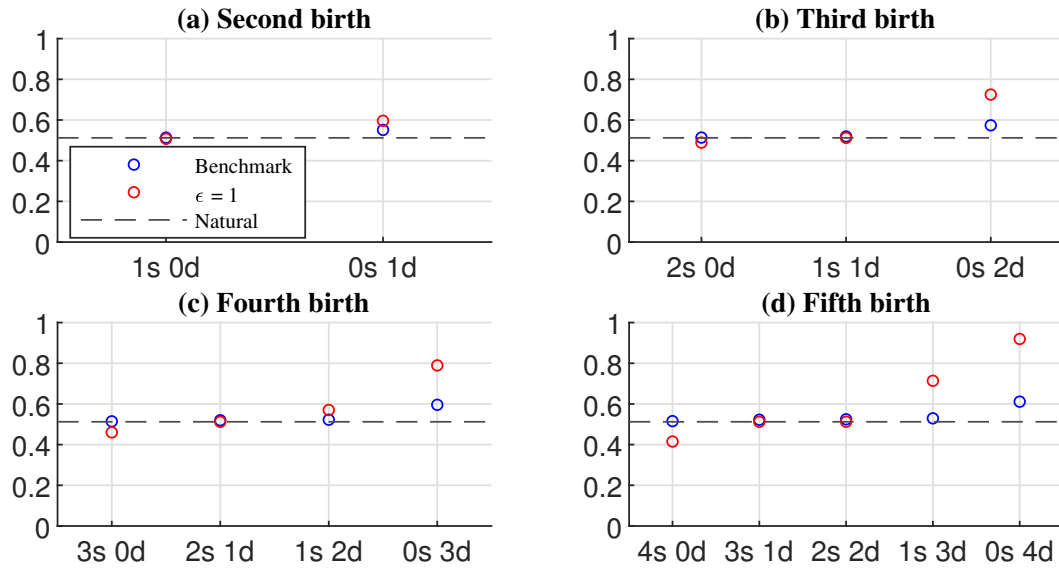 (a) Second birth
1
0.8
0.6
0.4
0.2
0
Benchmark
ϵ = 1
Natural
1s 0d 0s 1d
(b) Third birth
1
0.8
0.6
0.4
0.2
0
2s 0d 1s 1d 0s 2d
(c) Fourth birth
1
0.8
0.6
0.4
0.2
0
3s 0d 2s 1d 1s 2d 0s 3d
(d) Fifth birth
1
0.8
0.6
0.4
0.2
0
4s 0d 3s 1d 2s 2d 1s 3d 0s 4d